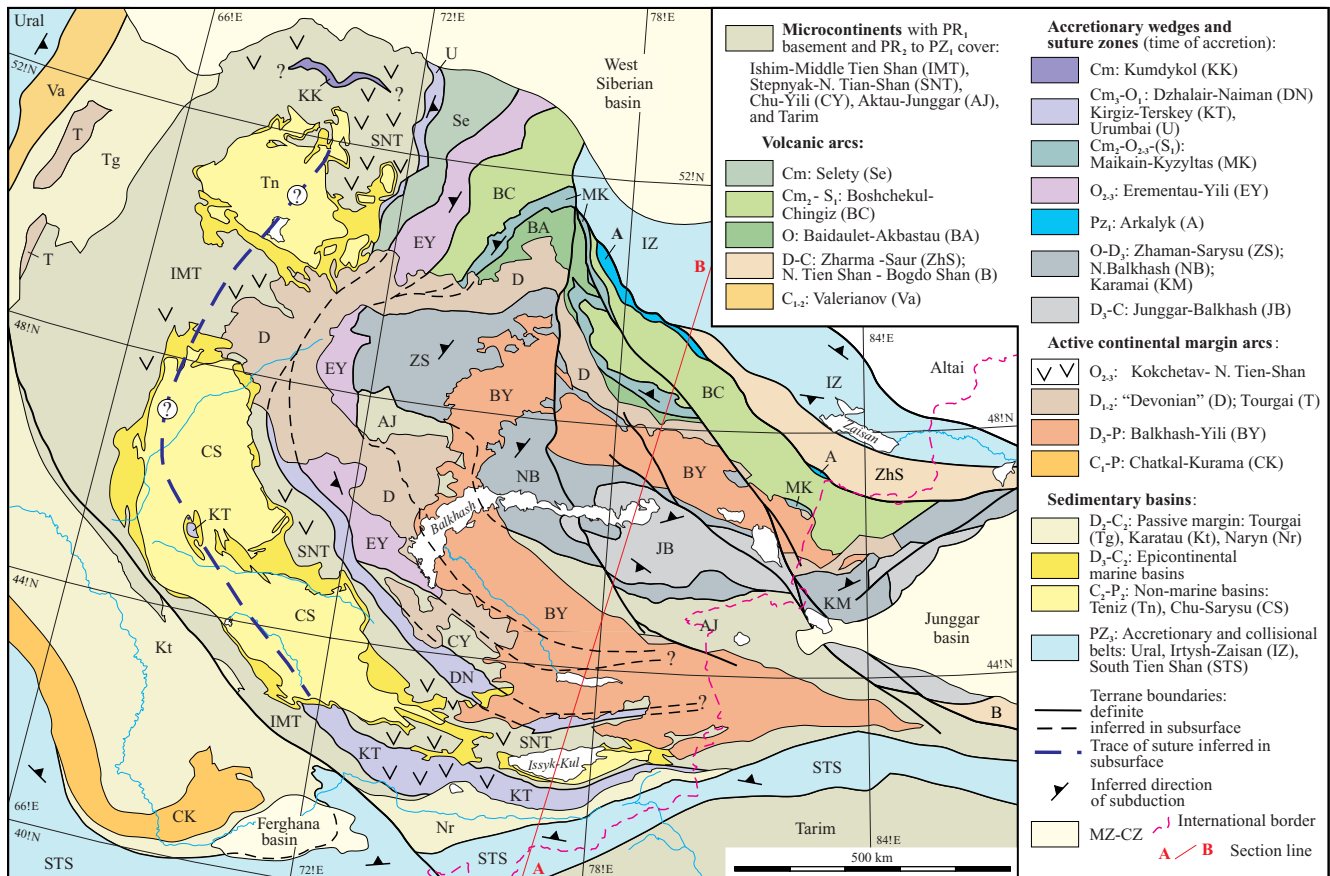 Ural
66!E
72!E
78!E
52!N
?
KK
?
U
West
Siberian
basin
Va
T
Tg
SNT
Se
Tn
?
BC
MK
52!N
EY
BA
A
IZ
B
T
IMT
D
48!N
D
EY
ZS
D
BY
?
AJ
BC
CS
D
NB
BY
A
MK
IZ
Altai
84!E
Zaisan
48!N
ZhS
KT
SNT
EY
Balkhash
JB
KM
44!N
CS
BY
AJ
Junggar
basin
Kt
CY
?
44!N
DN
?
B
IMT
SNT
KT
Issyk-Kul
STS
KT
66!E
40!N
CK
Ferghana
basin
Nr
Tarim
84!E
STS
72!E
STS
A
78!E
500 km
Microcontinents with PR₁
basement and PR₂ to PZ₁ cover:
Ishim-Middle Tien Shan (IMT),
Stepnyak-N. Tian-Shan (SNT),
Chu-Yili (CY), Aktau-Junggar (AJ),
and Tarim
Volcanic arcs:
Cm: Selety (Se)
Cm₂ - S₁: Boshchekul-
Chingiz (BC)
O: Baidaulet-Akbastau (BA)
D-C: Zharma -Saur (ZhS);
N. Tien Shan - Bogdo Shan (B)
C₁₋₂: Valerianov (Va)
Accretionary wedges and
suture zones (time of accretion):
Cm: Kumdykol (KK)
Cm₃-O₁: Dzhalair-Naiman (DN)
Kirgiz-Terskey (KT),
Urumbai (U)
Cm₂-O₂₋₃-(S₁):
Maikain-Kyzyltas (MK)
O₂₋₃: Erementau-Yili (EY)
Pz₁: Arkalyk (A)
O-D₃: Zhaman-Sarysu (ZS);
N.Balkhash (NB);
Karamai (KM)
D₃-C: Junggar-Balkhash (JB)
Active continental margin arcs:
O₂₋₃: Kokchetav- N. Tien-Shan
D₁₋₂: “Devonian” (D); Tourgai (T)
D₃-P: Balkhash-Yili (BY)
C₁-P: Chatkal-Kurama (CK)
Sedimentary basins:
D₂-C₂: Passive margin: Tourgai
(Tg), Karatau (Kt), Naryn (Nr)
D₃-C₂: Epicontinental
marine basins
C₂-P₂: Non-marine basins:
Teniz (Tn), Chu-Sarysu (CS)
PZ₃: Accretionary and collisional
belts: Ural, Irtysh-Zaisan (IZ),
South Tien Shan (STS)
Terrane boundaries:
definite
inferred in subsurface
Trace of suture inferred in
subsurface
Inferred direction
of subduction
International border
MZ-CZ
A B Section line